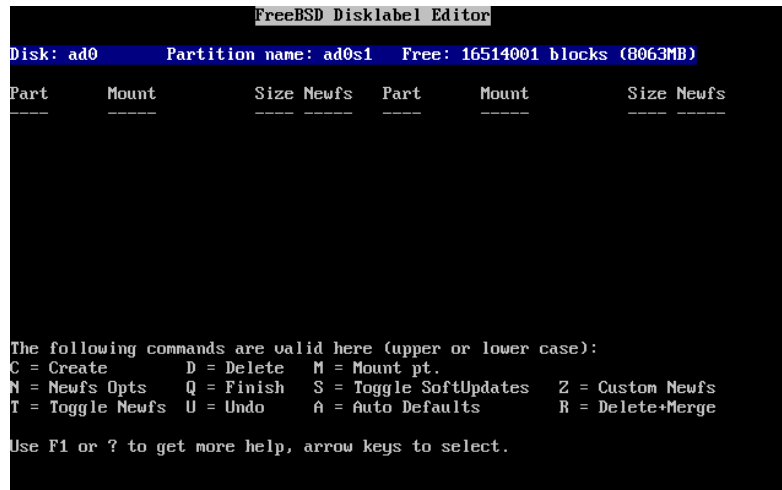 FreeBSD Disklabel Editor
Disk: ad0 Partition name: ad0s1 Free: 16514001 blocks (8063MB)
Part Mount Size Newfs Part Mount Size Newfs
---- ----- ---- ----- ---- ----- ---- -----
The following commands are valid here (upper or lower case):
C = Create D = Delete M = Mount pt.
N = Newfs Opts Q = Finish S = Toggle SoftUpdates Z = Custom Newfs
T = Toggle Newfs U = Undo A = Auto Defaults R = Delete+Merge
Use F1 or ? to get more help, arrow keys to select.